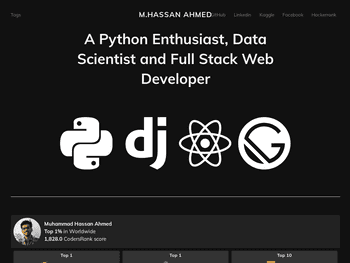 Tags
M.HASSAN AHMED
GitHub
LinkedIn
Kaggle
Facebook
Hackerrank
A Python Enthusiast, Data
Scientist and Full Stack Web
Developer
dj
Muhammad Hassan Ahmed
Top 1% in Worldwide
1,828.0 CodersRank score
Top 1
Top 1
Top 10